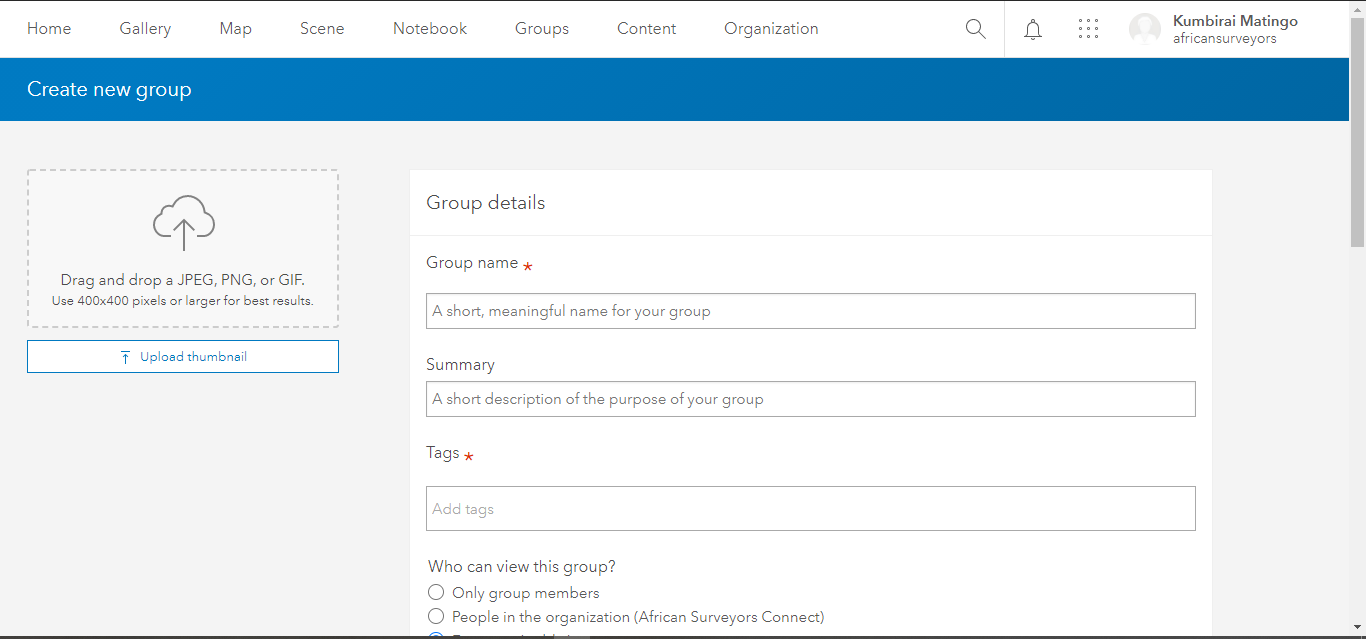 Home Gallery Map Scene Notebook Groups Content Organization
Kumbirai Matingo
africansurveyors
Create new group
Drag and drop a JPEG, PNG, or GIF.
Use 400x400 pixels or larger for best results.
Upload thumbnail
Group details
Group name *
A short, meaningful name for your group
Summary
A short description of the purpose of your group
Tags *
Add tags
Who can view this group?
Only group members
People in the organization (African Surveyors Connect)